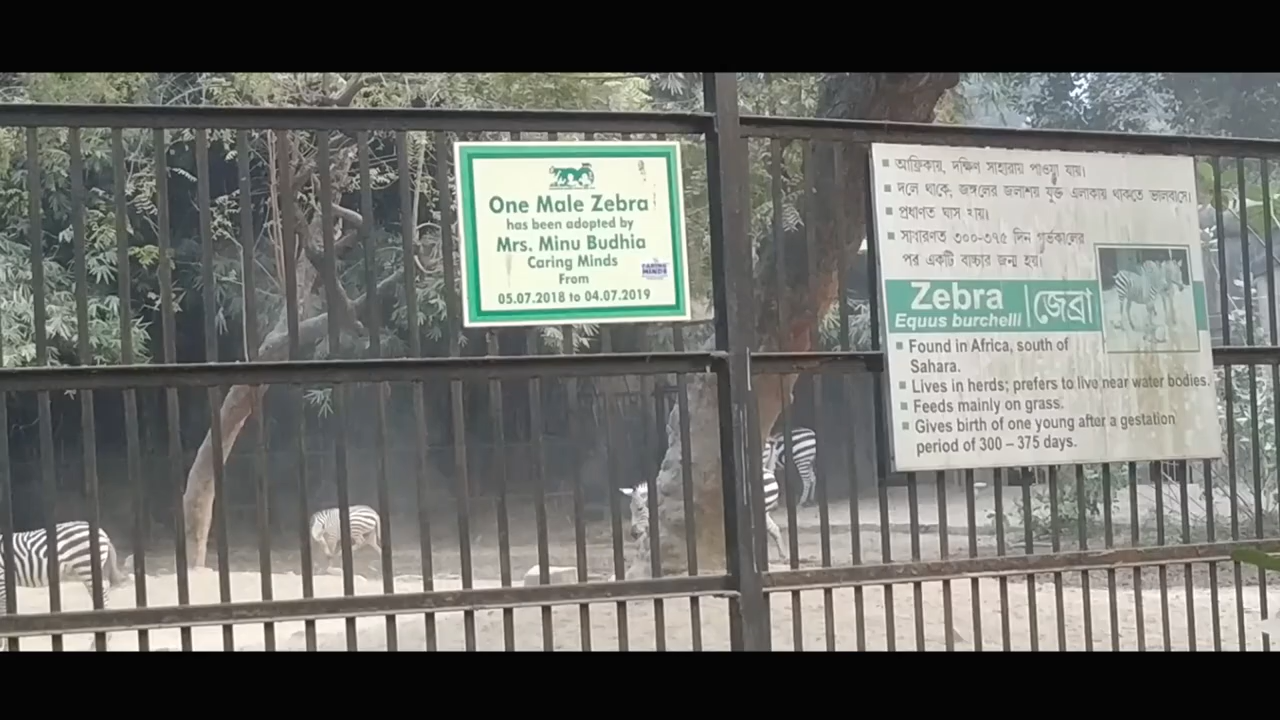 One Male Zebra
has been adopted by
Mrs. Minu Budhia
Caring Minds
From
05.07.2018 to 04.07.2019
CARING
MINDS
▪ আফ্রিকায়, দক্ষিণ সাহারায় পাওয়া যায়।
▪ দলে থাকে, জঙ্গলের জলাশয় যুক্ত এলাকায় থাকতে ভালবাসে।
▪ প্রধাণত ঘাস খায়।
▪ সাধারণত ৩০০-৩৭৫ দিন গর্ভকালের
পর একটি বাচ্চার জন্ম হয়।
Zebra
Equus burchelli
জেব্রা
▪ Found in Africa, south of
Sahara.
▪ Lives in herds; prefers to live near water bodies.
▪ Feeds mainly on grass.
▪ Gives birth of one young after a gestation
period of 300 – 375 days.